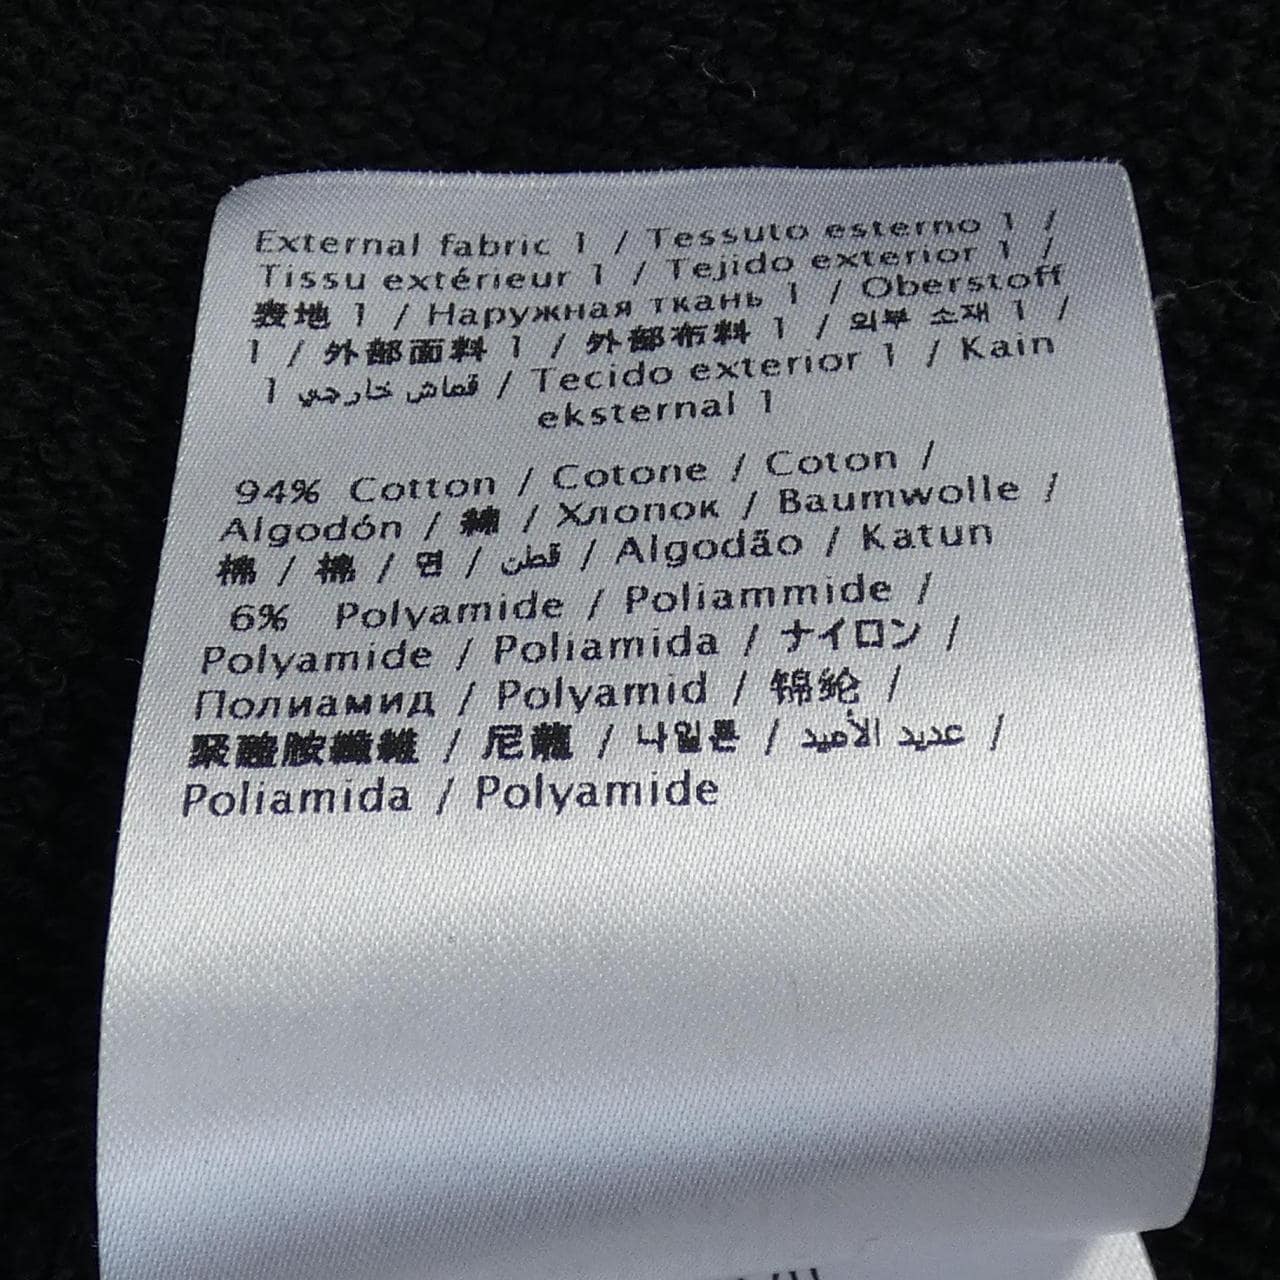 External fabric 1 / Tessuto esterno 1 /
Tissu extérieur 1 / Tejido exterior 1 /
表地 1 / Наружная ткань 1 / Oberstoff
1 / 外部面料 1 / 外部布料 1 / 외부 소재 1 /
قماش خارجي 1 / Tecido exterior 1 / Kain
eksternal 1
94% Cotton / Cotone / Coton /
Algodón / 綿 / Хлопок / Baumwolle /
棉 / 棉 / 면 / قطن / Algodão / Katun
6% Polyamide / Poliammide /
Polyamide / Poliamida / ナイロン /
Полиамид / Polyamid / 锦纶 /
聚醯胺纖維 / 尼龍 / 나일론 / عديد الأميد /
Poliamida / Polyamide